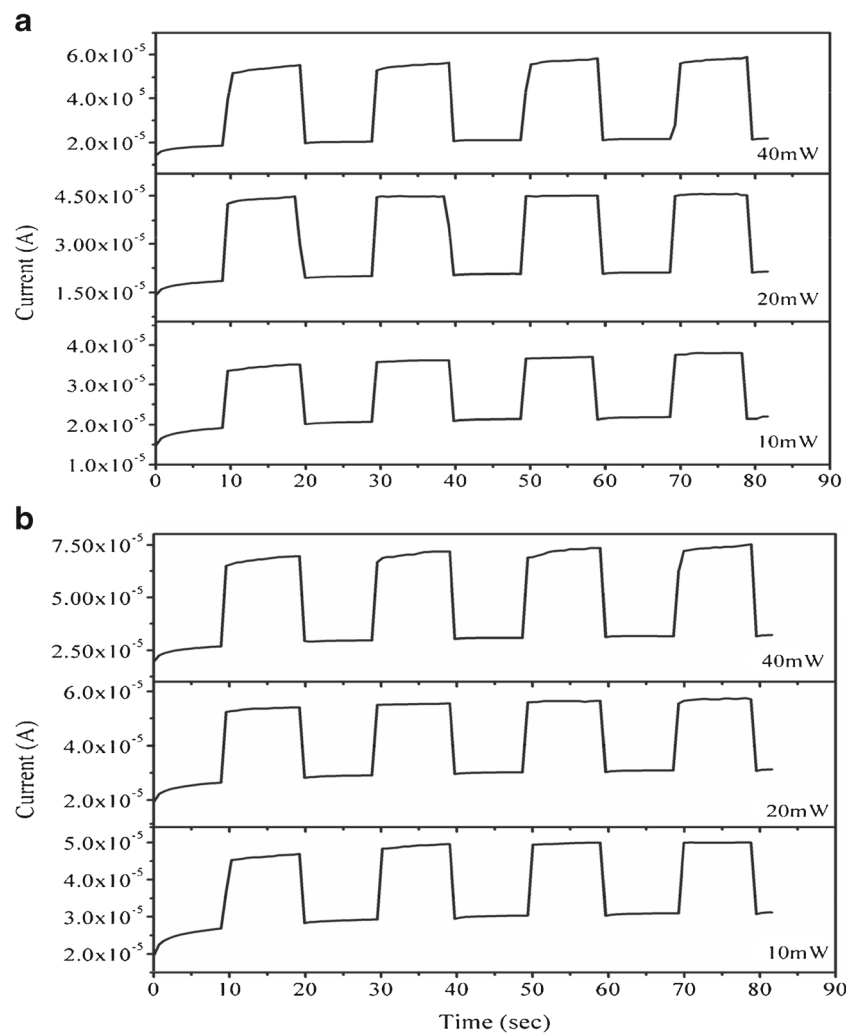 a
6.0x10⁻⁵
4.0x10⁻⁵
2.0x10⁻⁵
40mW
4.50x10⁻⁵
3.00x10⁻⁵
1.50x10⁻⁵
20mW
4.0x10⁻⁵
3.0x10⁻⁵
2.0x10⁻⁵
1.0x10⁻⁵
10mW
Current (A)
0 10 20 30 40 50 60 70 80 90
b
7.50x10⁻⁵
5.00x10⁻⁵
2.50x10⁻⁵
40mW
6.0x10⁻⁵
4.0x10⁻⁵
2.0x10⁻⁵
20mW
5.0x10⁻⁵
4.0x10⁻⁵
3.0x10⁻⁵
2.0x10⁻⁵
10mW
Current (A)
0 10 20 30 40 50 60 70 80 90
Time (sec)